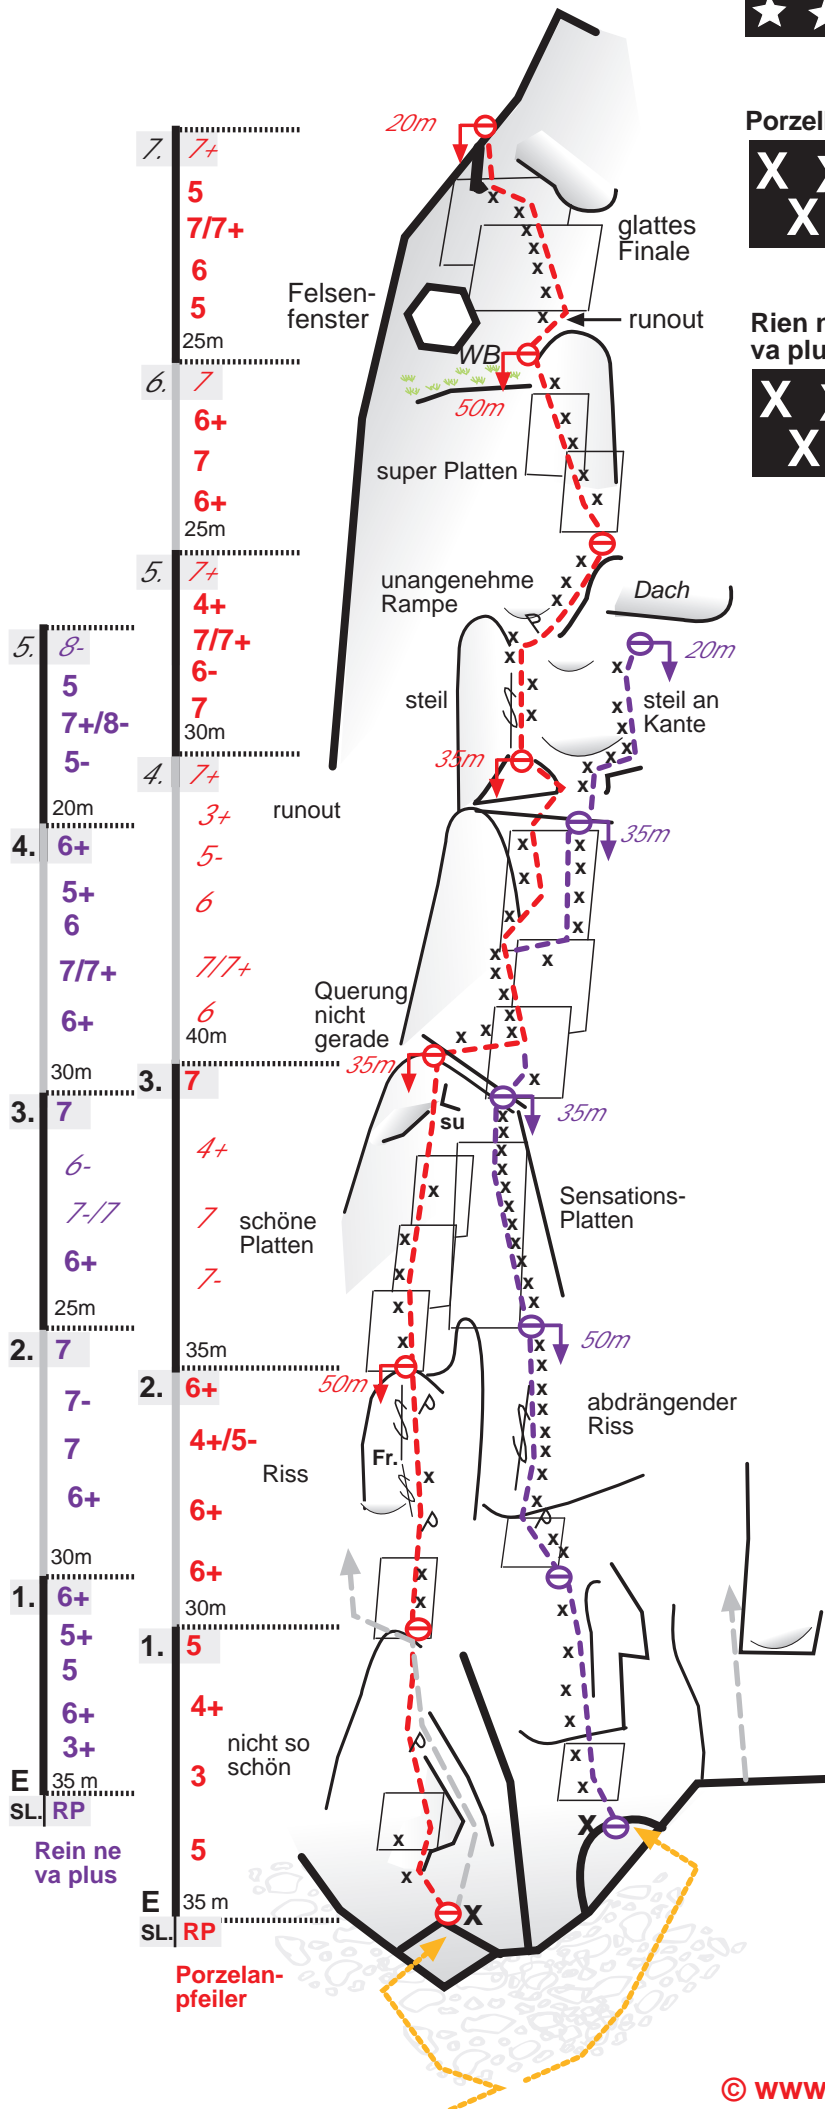 Porzel
X
X
Rien n
va plu
X
X
7. 7+
5
7/7+
6
5
25m
6. 7
6+
7
6+
25m
5. 7+
4+
7/7+
6-
7
30m
4. 7+
3+
5-
6
7/7+
6
40m
3. 7
4+
7
7-
35m
2. 6+
4+/5-
6+
6+
30m
1. 5
4+
3
5
E 35 m
SL. RP
Porzelan-
pfeiler
5. 8-
5
7+/8-
5-
20m
4. 6+
5+
6
7/7+
6+
30m
3. 7
6-
7-/7
6+
25m
2. 7
7-
7
6+
30m
1. 6+
5+
5
6+
3+
E 35 m
SL. RP
Rein ne
va plus
20m
glattes
Finale
Felsen-
fenster
runout
WB
50m
super Platten
unangenehme
Rampe
Dach
P
20m
steil
steil an
Kante
35m
runout
35m
Querung
nicht
gerade
35m
su
35m
schöne
Platten
Sensations-
Platten
50m
50m
P
abdrängender
Riss
Fr.
Riss
P
P
P
nicht so
schön
X
X
© www